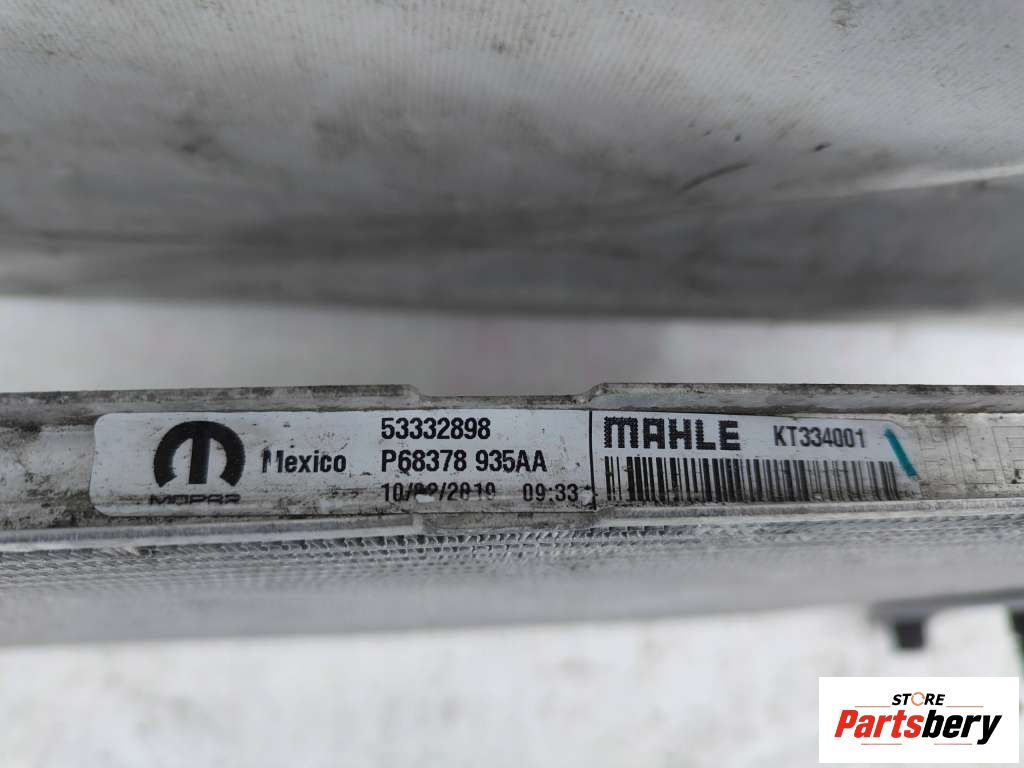 MOPAR
Mexico
53332898
P68378 935AA
09:33
MAHLE
KT334001
STORE
Partsbery